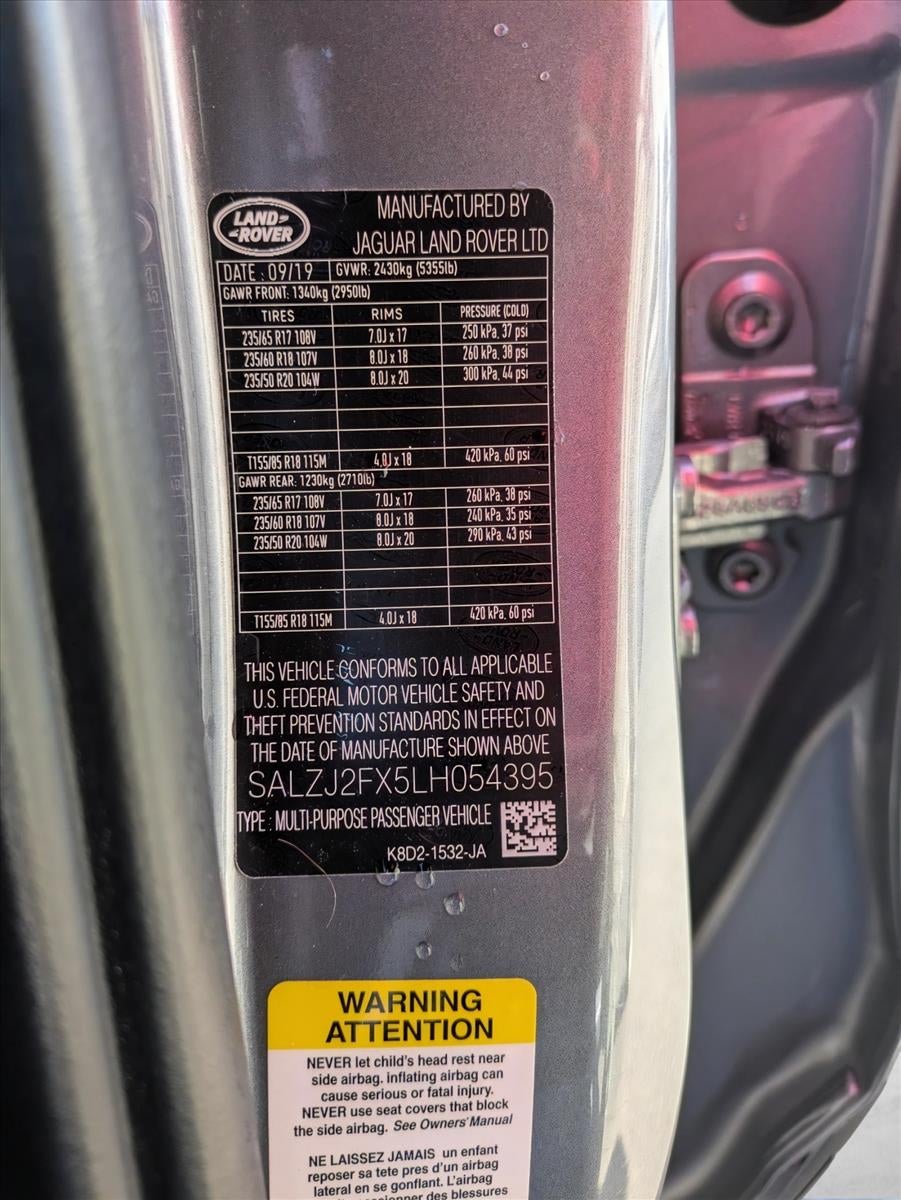 LAND ROVER
MANUFACTURED BY
JAGUAR LAND ROVER LTD
DATE : 09/19 GVWR: 2430kg (5355lb)
GAWR FRONT: 1340kg (2950lb)
TIRES RIMS PRESSURE (COLD)
235/65 R17 108V 7.0J x 17 250 kPa, 37 psi
235/60 R18 107V 8.0J x 18 260 kPa, 38 psi
235/50 R20 104W 8.0J x 20 300 kPa, 44 psi
T155/85 R18 115M 4.0J x 18 420 kPa, 60 psi
GAWR REAR: 1230kg (2710lb)
235/65 R17 108V 7.0J x 17 260 kPa, 38 psi
235/60 R18 107V 8.0J x 18 240 kPa, 35 psi
235/50 R20 104W 8.0J x 20 290 kPa, 43 psi
T155/85 R18 115M 4.0J x 18 420 kPa, 60 psi
THIS VEHICLE CONFORMS TO ALL APPLICABLE
U.S. FEDERAL MOTOR VEHICLE SAFETY AND
THEFT PREVENTION STANDARDS IN EFFECT ON
THE DATE OF MANUFACTURE SHOWN ABOVE
SALZJ2FX5LH054395
TYPE : MULTI-PURPOSE PASSENGER VEHICLE
K8D2-1532-JA
WARNING
ATTENTION
NEVER let child's head rest near
side airbag. inflating airbag can
cause serious or fatal injury.
NEVER use seat covers that block
the side airbag. See Owners' Manual
NE LAISSEZ JAMAIS un enfant
reposer sa tete pres d'un airbag
lateral en se gonflant. L'airbag
des blessures